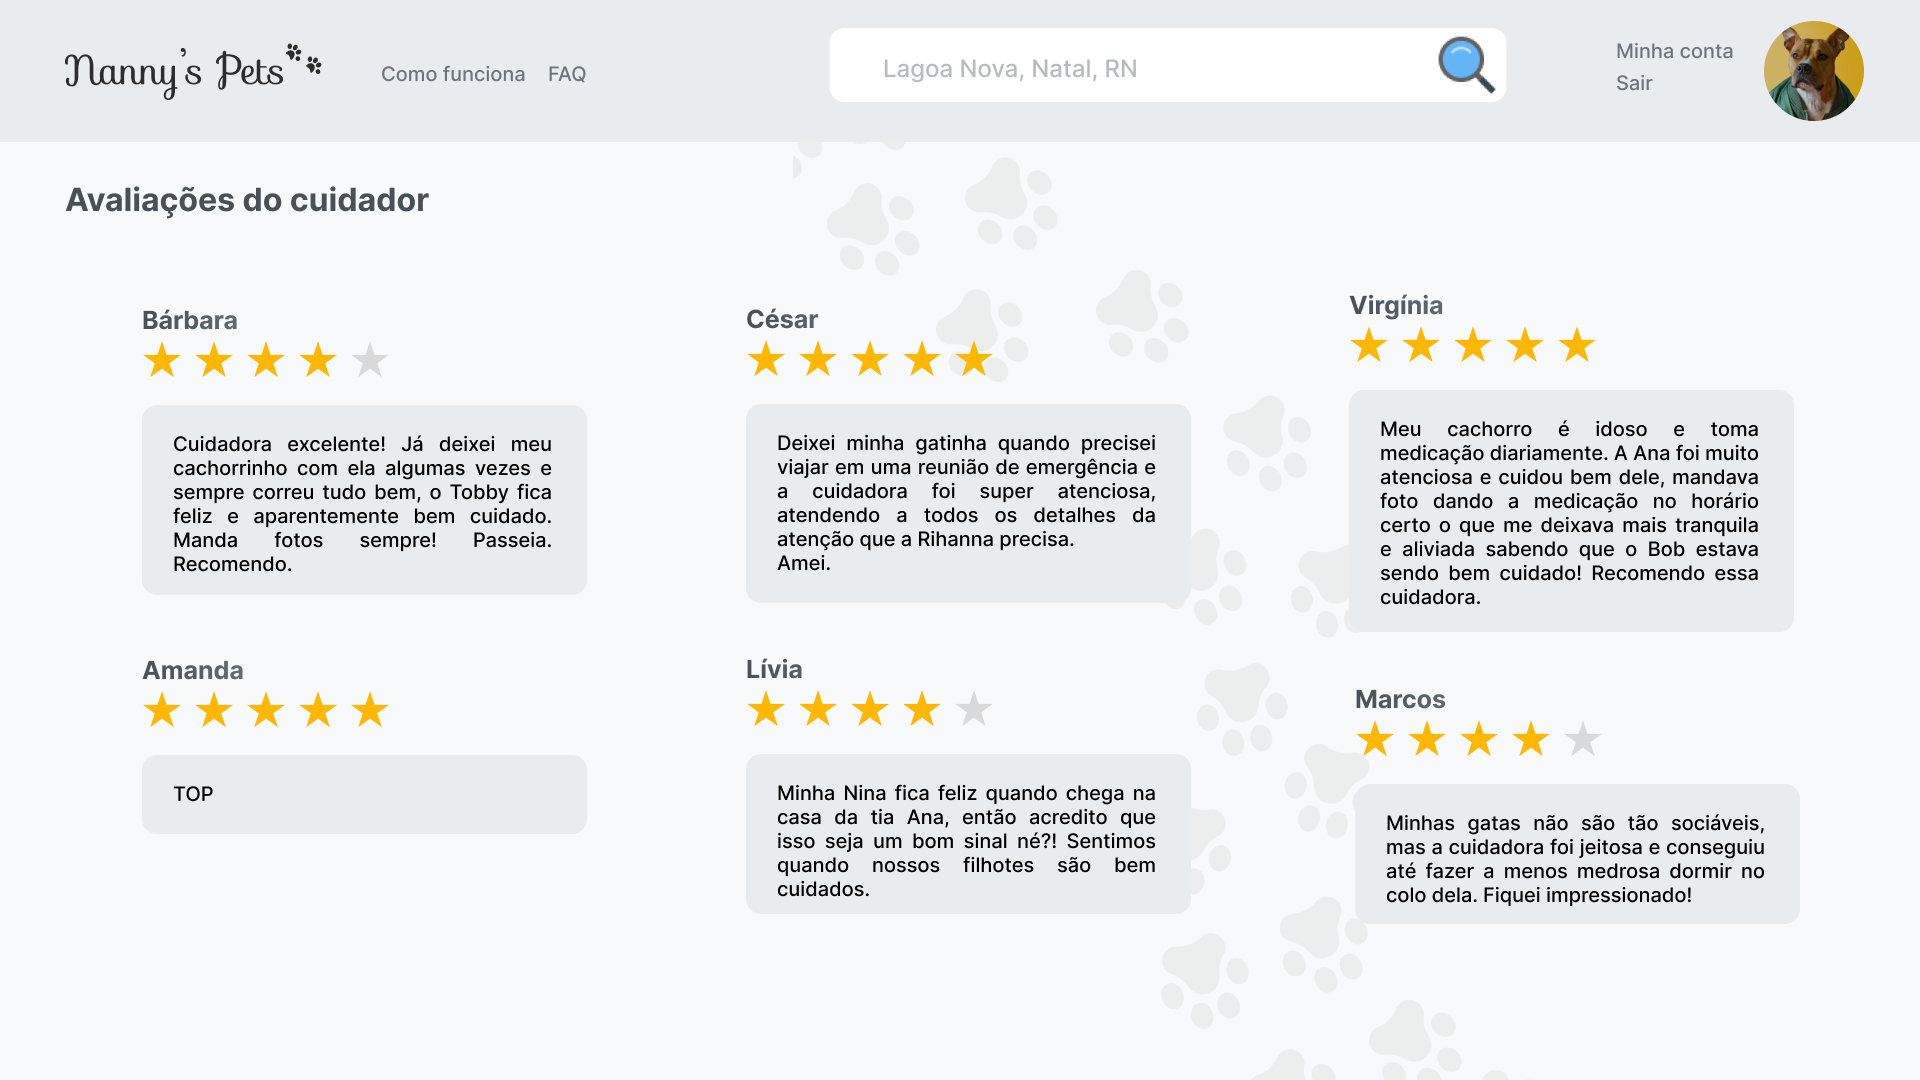 Nanny's Pets
Como funciona
FAQ
Lagoa Nova, Natal, RN
Minha conta
Sair
Avaliações do cuidador
Bárbara
Cuidadora excelente! Já deixei meu
cachorrinho com ela algumas vezes e
sempre correu tudo bem, o Tobby fica
feliz e aparentemente bem cuidado.
Manda fotos sempre! Passeia.
Recomendo.
César
Deixei minha gatinha quando precisei
viajar em uma reunião de emergência e
a cuidadora foi super atenciosa,
atendendo a todos os detalhes da
atenção que a Rihanna precisa.
Amei.
Virgínia
Meu cachorro é idoso e toma
medicação diariamente. A Ana foi muito
atenciosa e cuidou bem dele, mandava
foto dando a medicação no horário
certo o que me deixava mais tranquila
e aliviada sabendo que o Bob estava
sendo bem cuidado! Recomendo essa
cuidadora.
Amanda
TOP
Lívia
Minha Nina fica feliz quando chega na
casa da tia Ana, então acredito que
isso seja um bom sinal né?! Sentimos
quando nossos filhotes são bem
cuidados.
Marcos
Minhas gatas não são tão sociáveis,
mas a cuidadora foi jeitosa e conseguiu
até fazer a menos medrosa dormir no
colo dela. Fiquei impressionado!